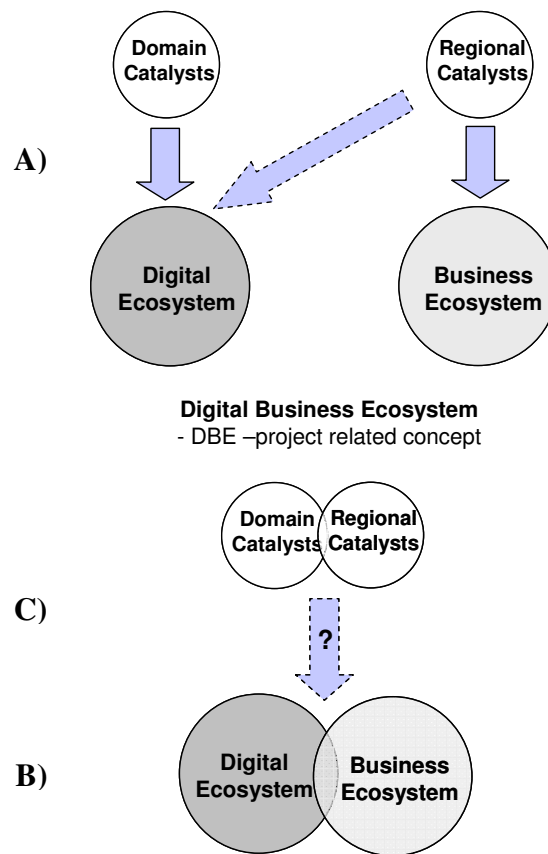 Domain
Catalysts
Regional
Catalysts
A)
Digital
Ecosystem
Business
Ecosystem
Digital Business Ecosystem
- DBE –project related concept
Domain
Catalysts
Regional
Catalysts
C)
?
B)
Digital
Ecosystem
Business
Ecosystem